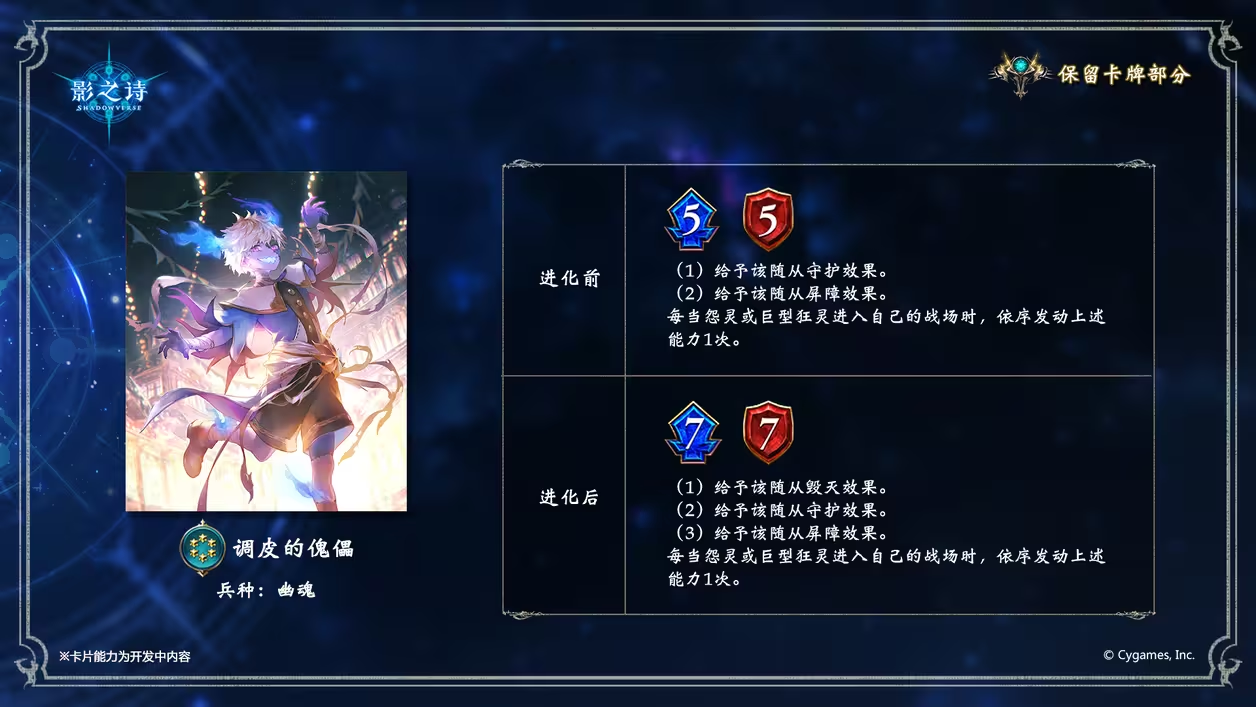 影之诗
SHADOWVERSE
保留卡牌部分
进化前
5
5
（1）给予该随从守护效果。
（2）给予该随从屏障效果。
每当怨灵或巨型狂灵进入自己的战场时，依序发动上述
能力1次。
进化后
7
7
（1）给予该随从毁灭效果。
（2）给予该随从守护效果。
（3）给予该随从屏障效果。
每当怨灵或巨型狂灵进入自己的战场时，依序发动上述
能力1次。
调皮的傀儡
兵种：幽魂
※卡片能力为开发中内容
© Cygames, Inc.